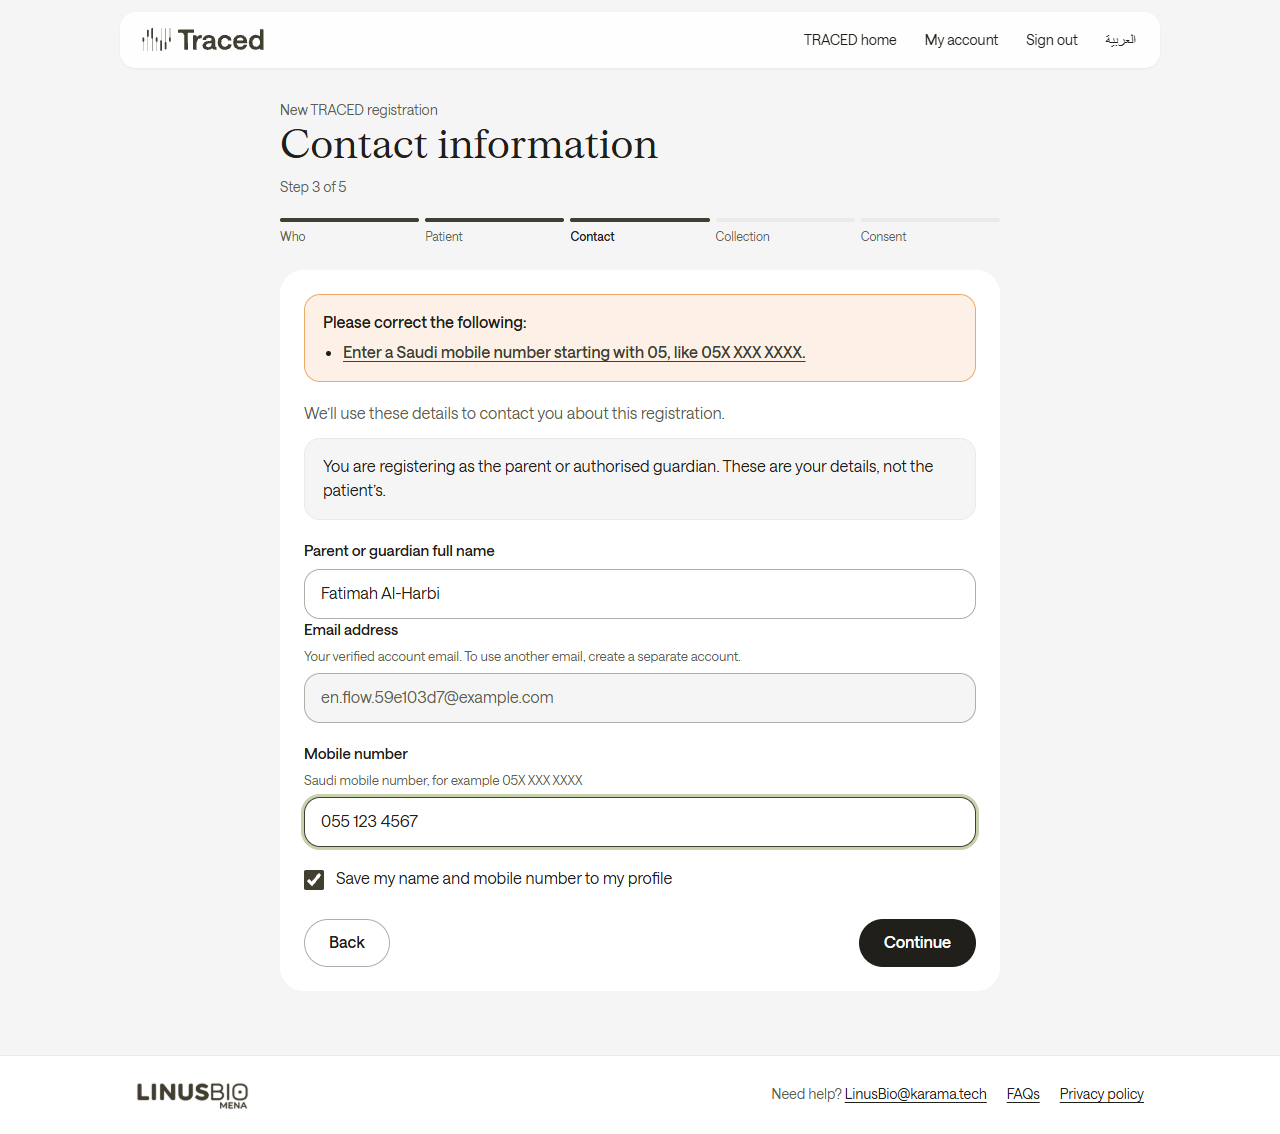 Traced
TRACED home
My account
Sign out
العربية
New TRACED registration
Contact information
Step 3 of 5
Who
Patient
Contact
Collection
Consent
Please correct the following:
Enter a Saudi mobile number starting with 05, like 05X XXX XXXX.
We'll use these details to contact you about this registration.
You are registering as the parent or authorised guardian. These are your details, not the
patient's.
Parent or guardian full name
Fatimah Al-Harbi
Email address
Your verified account email. To use another email, create a separate account.
en.flow.59e103d7@example.com
Mobile number
Saudi mobile number, for example 05X XXX XXXX
055 123 4567
Save my name and mobile number to my profile
Back
Continue
LINUSBIO
MENA
Need help? LinusBio@karama.tech
FAQs
Privacy policy